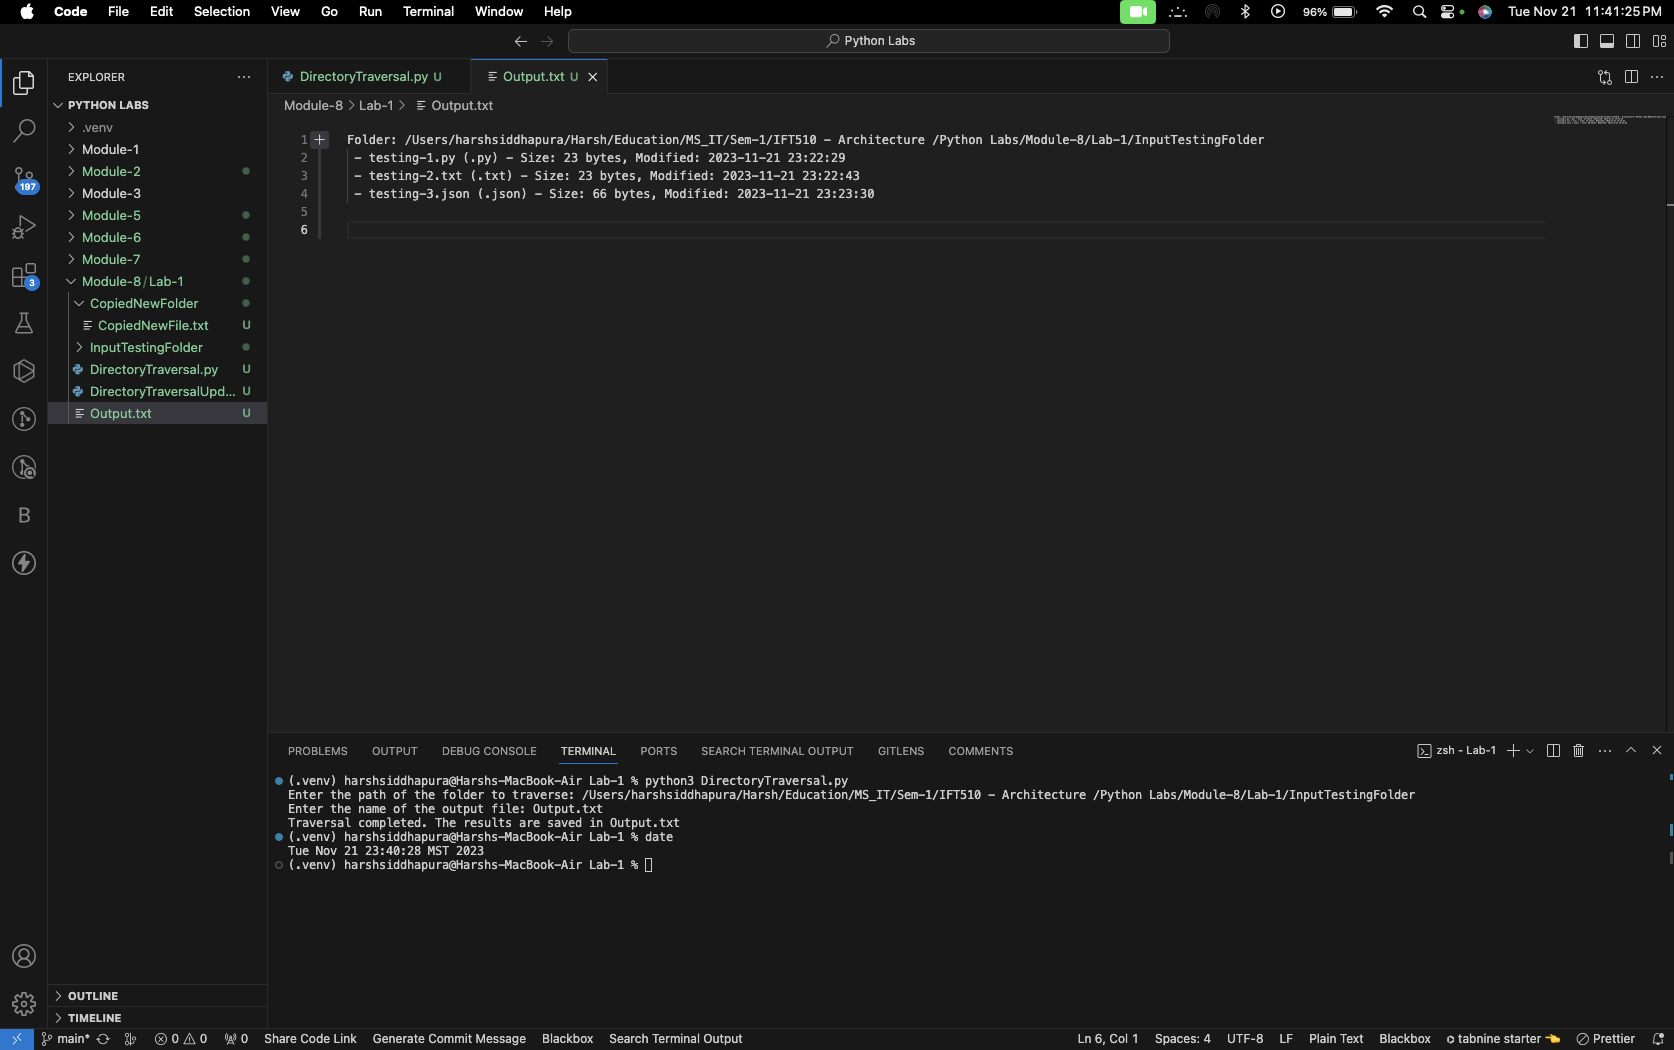 Code File Edit Selection View Go Run Terminal Window Help 96% Tue Nov 21 11:41:25 PM
Python Labs
EXPLORER
PYTHON LABS
.venv
Module-1
Module-2
Module-3
Module-5
Module-6
Module-7
Module-8/Lab-1
CopiedNewFolder
CopiedNewFile.txt U
InputTestingFolder
DirectoryTraversal.py U
DirectoryTraversalUpd... U
Output.txt U
OUTLINE
TIMELINE
197
3
B
DirectoryTraversal.py U Output.txt U
Module-8 > Lab-1 > Output.txt
1 Folder: /Users/harshsiddhapura/Harsh/Education/MS_IT/Sem-1/IFT510 - Architecture /Python Labs/Module-8/Lab-1/InputTestingFolder
2 - testing-1.py (.py) - Size: 23 bytes, Modified: 2023-11-21 23:22:29
3 - testing-2.txt (.txt) - Size: 23 bytes, Modified: 2023-11-21 23:22:43
4 - testing-3.json (.json) - Size: 66 bytes, Modified: 2023-11-21 23:23:30
5
6
PROBLEMS OUTPUT DEBUG CONSOLE TERMINAL PORTS SEARCH TERMINAL OUTPUT GITLENS COMMENTS zsh - Lab-1
(.venv) harshsiddhapura@Harshs-MacBook-Air Lab-1 % python3 DirectoryTraversal.py
Enter the path of the folder to traverse: /Users/harshsiddhapura/Harsh/Education/MS_IT/Sem-1/IFT510 - Architecture /Python Labs/Module-8/Lab-1/InputTestingFolder
Enter the name of the output file: Output.txt
Traversal completed. The results are saved in Output.txt
(.venv) harshsiddhapura@Harshs-MacBook-Air Lab-1 % date
Tue Nov 21 23:40:28 MST 2023
(.venv) harshsiddhapura@Harshs-MacBook-Air Lab-1 %
main* 0 0 0 Share Code Link Generate Commit Message Blackbox Search Terminal Output Ln 6, Col 1 Spaces: 4 UTF-8 LF Plain Text Blackbox tabnine starter Prettier